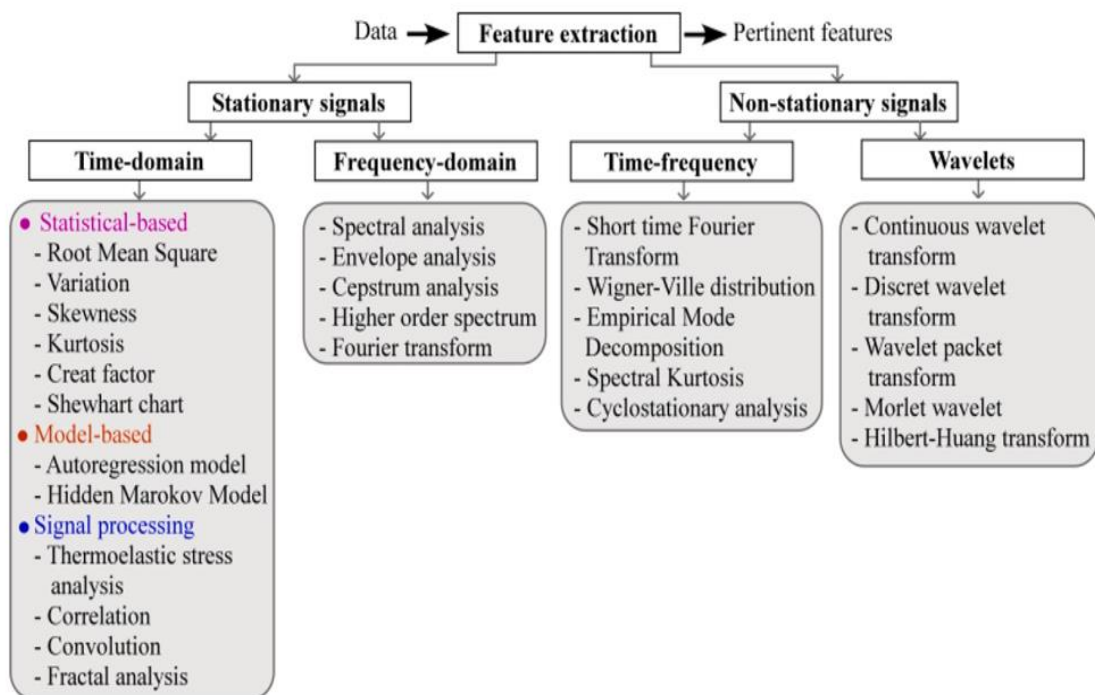 Data
Feature extraction
Pertinent features
Stationary signals
Non-stationary signals
Time-domain
Frequency-domain
Time-frequency
Wavelets
● Statistical-based
- Root Mean Square
- Variation
- Skewness
- Kurtosis
- Creat factor
- Shewhart chart
● Model-based
- Autoregression model
- Hidden Marokov Model
● Signal processing
- Thermoelastic stress
analysis
- Correlation
- Convolution
- Fractal analysis
- Spectral analysis
- Envelope analysis
- Cepstrum analysis
- Higher order spectrum
- Fourier transform
- Short time Fourier
Transform
- Wigner-Ville distribution
- Empirical Mode
Decomposition
- Spectral Kurtosis
- Cyclostationary analysis
- Continuous wavelet
transform
- Discret wavelet
transform
- Wavelet packet
transform
- Morlet wavelet
- Hilbert-Huang transform